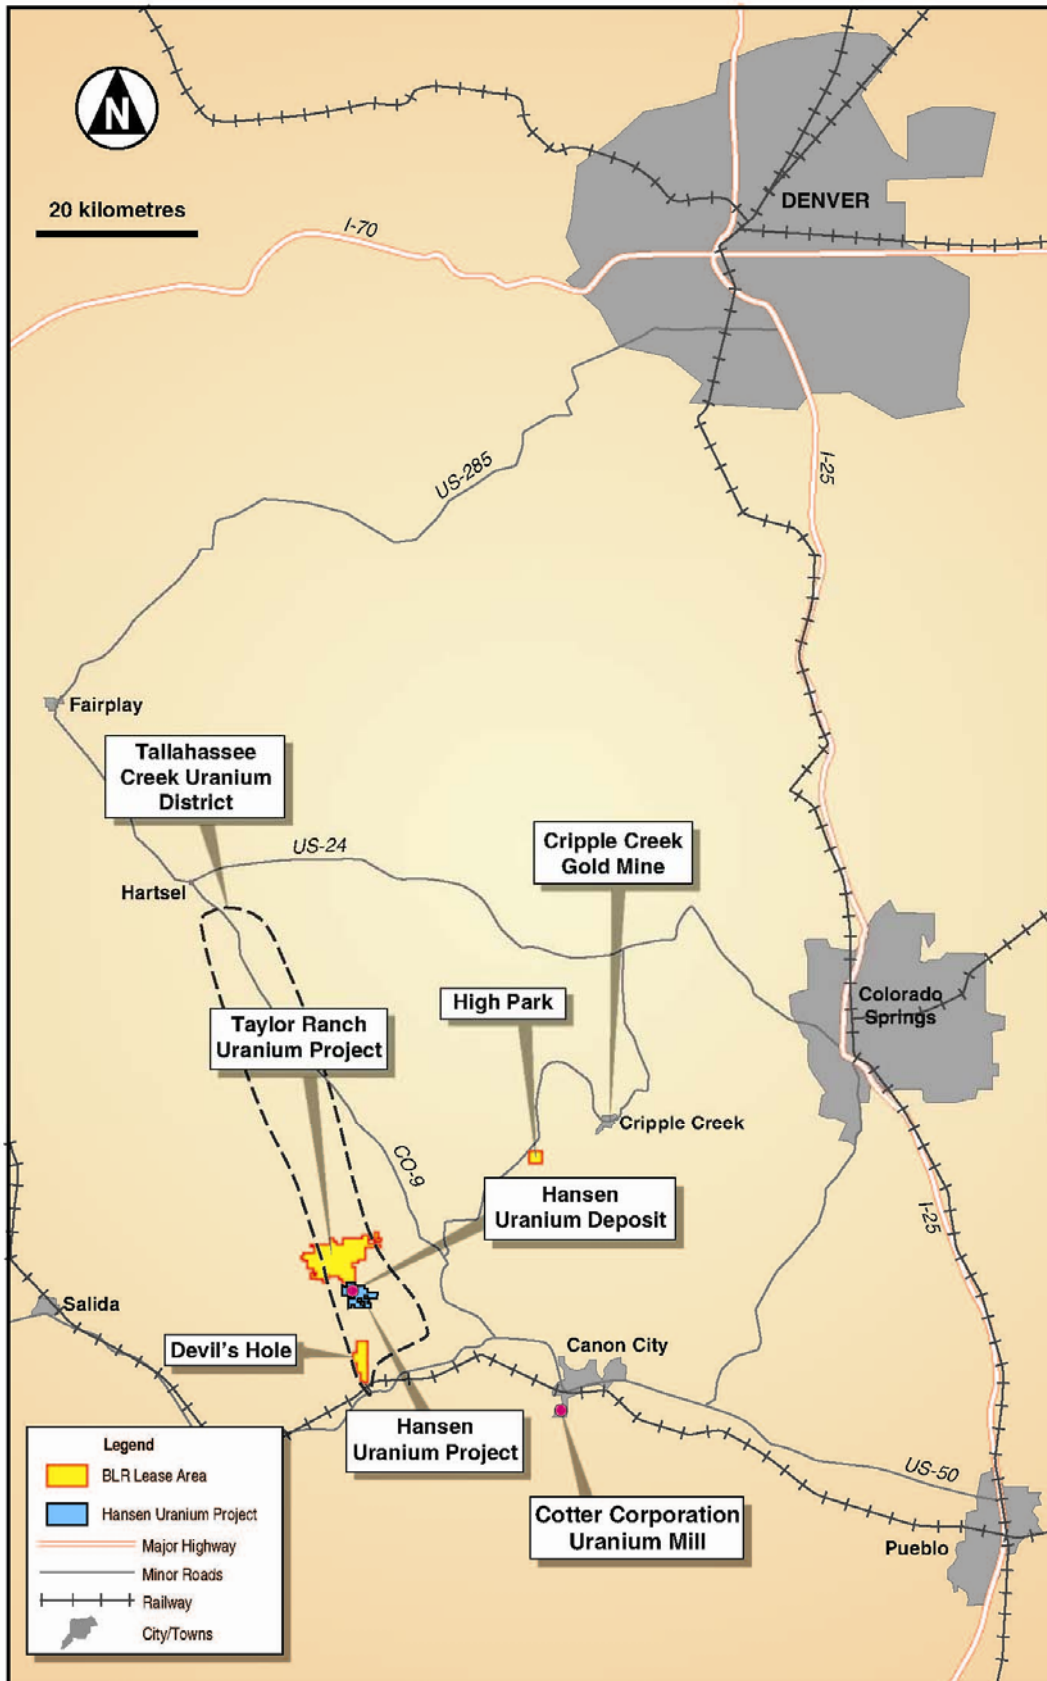 N
20 kilometres
DENVER
I-70
US-285
I-25
Fairplay
Tallahassee
Creek Uranium
District
US-24
Cripple Creek
Gold Mine
Hartsel
High Park
Colorado
Springs
Taylor Ranch
Uranium Project
Cripple Creek
CO-9
Hansen
Uranium Deposit
I-25
Salida
Devil's Hole
Canon City
Hansen
Uranium Project
US-50
Cotter Corporation
Uranium Mill
Pueblo
Legend
BLR Lease Area
Hansen Uranium Project
Major Highway
Minor Roads
Railway
City/Towns